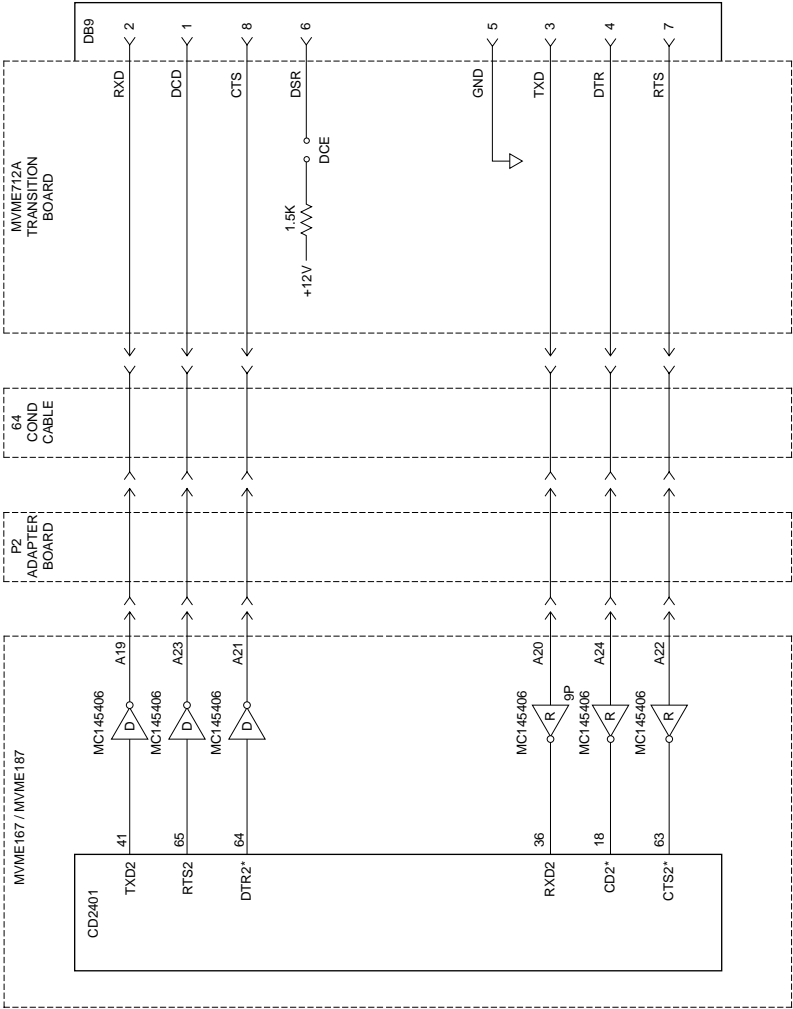 MVME167 / MVME187
CD2401
TXD2
41
MC145406
D
A19
RTS2
65
MC145406
D
A23
DTR2*
64
MC145406
D
A21
RXD2
36
MC145406
R
9P
A20
CD2*
18
MC145406
R
A24
CTS2*
63
MC145406
R
A22
P2
ADAPTER
BOARD
64
COND
CABLE
MVME712A
TRANSITION
BOARD
+12V
1.5K
DCE
RXD
DCD
CTS
DSR
GND
TXD
DTR
RTS
DB9
2
1
8
6
5
3
4
7